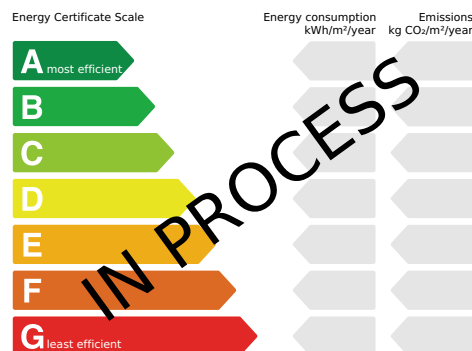 Energy Certificate Scale
Energy consumption
kWh/m²/year
Emissions
kg CO₂/m²/year
A most efficient
B
C
D
E
F
G least efficient
IN PROCESS